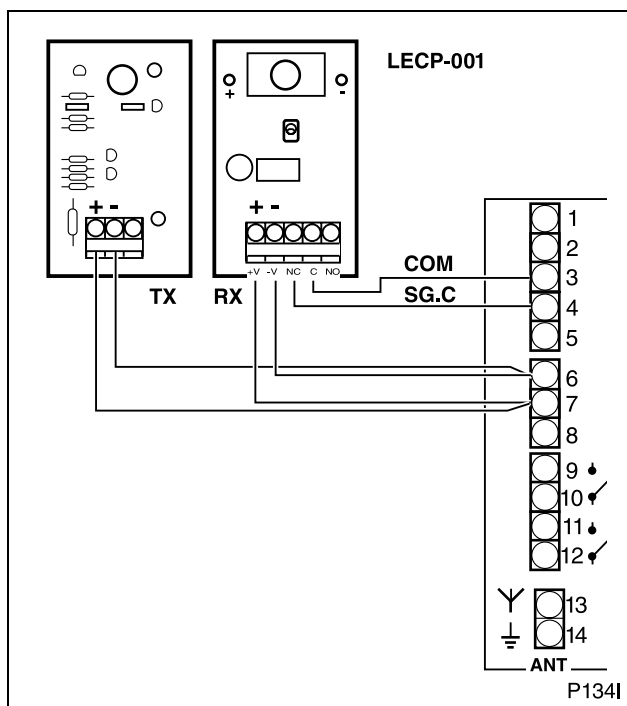 LECP-001
+ -
+ -
+ -
TX
RX
+V -V NC C NO
COM
SG.C
1
2
3
4
5
6
7
8
9
10
11
12
13
14
ANT
P134I